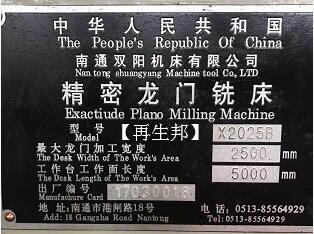 中华人民共和国
The People's Republic Of China
南通双阳机床有限公司
Nan tong shuangyang Machine tool Co, LTD
精密龙门铣床
Exactiude Plano Milling Machine
型号 X2025B
Model
【再生邦】
最大龙门加工宽度 2500 mm
The Desk Width of The Work's Area
工作台工作面长度 5000 mm
The Desk Length of The Work's Area
出厂编号 17030016
Manufachure Card
地址:南通市港闸路18号 电话:0513-85564929
Add: 18 Gangzha Road Nantong Tel: 0513-85564929